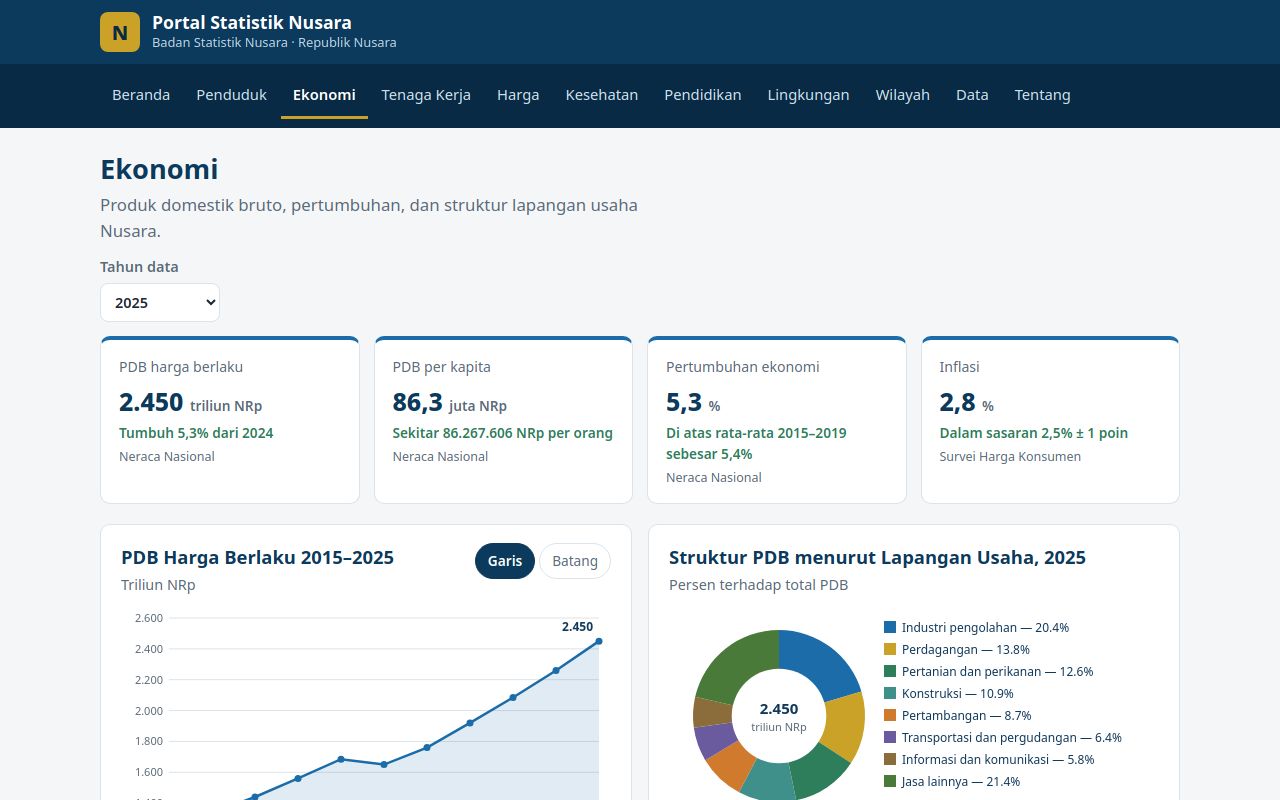 N
Portal Statistik Nusara
Badan Statistik Nusara · Republik Nusara
Beranda Penduduk Ekonomi Tenaga Kerja Harga Kesehatan Pendidikan Lingkungan Wilayah Data Tentang
Ekonomi
Produk domestik bruto, pertumbuhan, dan struktur lapangan usaha
Nusara.
Tahun data
2025
PDB harga berlaku
2.450 triliun NRp
Tumbuh 5,3% dari 2024
Neraca Nasional
PDB per kapita
86,3 juta NRp
Sekitar 86.267.606 NRp per orang
Neraca Nasional
Pertumbuhan ekonomi
5,3 %
Di atas rata-rata 2015–2019
sebesar 5,4%
Neraca Nasional
Inflasi
2,8 %
Dalam sasaran 2,5% ± 1 poin
Survei Harga Konsumen
PDB Harga Berlaku 2015–2025
Triliun NRp
Garis Batang
2.600
2.400
2.200
2.000
1.800
1.600
1.400
2.450
Struktur PDB menurut Lapangan Usaha, 2025
Persen terhadap total PDB
2.450
triliun NRp
Industri pengolahan — 20.4%
Perdagangan — 13.8%
Pertanian dan perikanan — 12.6%
Konstruksi — 10.9%
Pertambangan — 8.7%
Transportasi dan pergudangan — 6.4%
Informasi dan komunikasi — 5.8%
Jasa lainnya — 21.4%